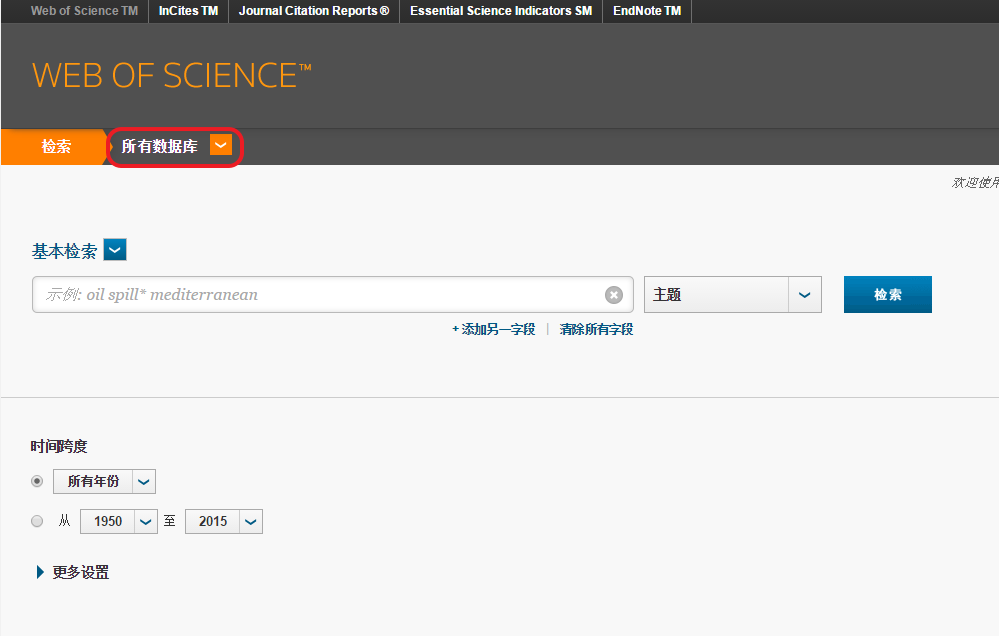 Web of Science TM InCites TM Journal Citation Reports ® Essential Science Indicators SM EndNote TM
WEB OF SCIENCE™
检索 所有数据库
欢迎使用
基本检索
示例: oil spill* mediterranean 主题 检索
+ 添加另一字段 | 清除所有字段
时间跨度
所有年份
从 1950 至 2015
更多设置